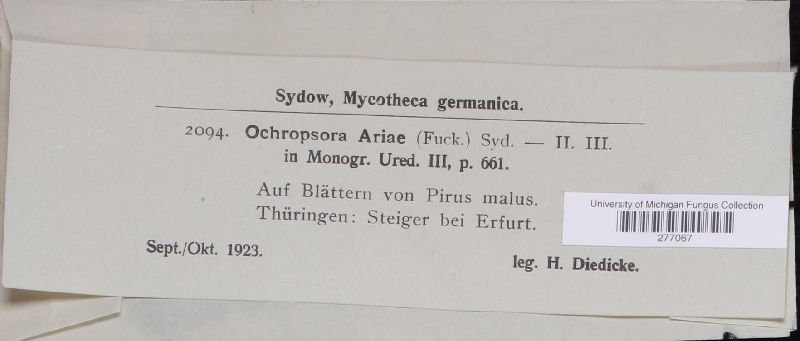 Sydow, Mycotheca germanica.
2094. Ochropsora Ariae (Fuck.) Syd. — II. III.
in Monogr. Ured. III, p. 661.
Auf Blättern von Pirus malus.
Thüringen: Steiger bei Erfurt.
Sept./Okt. 1923.
leg. H. Diedicke.
University of Michigan Fungus Collection
277067